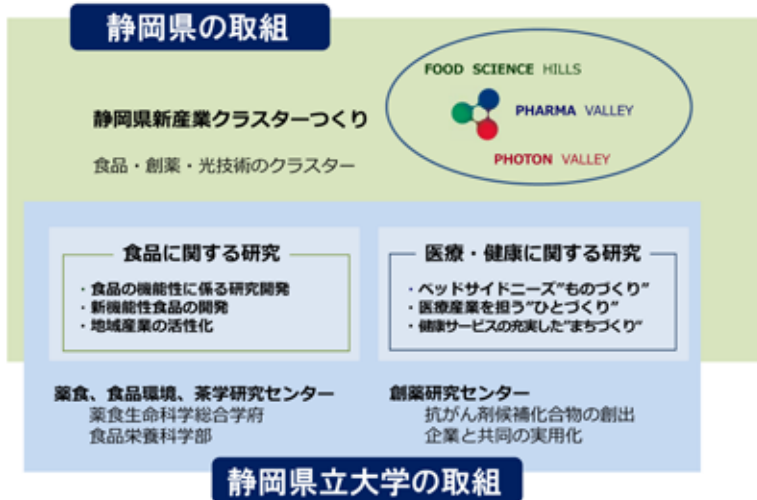 静岡県の取組
FOOD SCIENCE HILLS
PHARMA VALLEY
PHOTON VALLEY
静岡県新産業クラスターつくり
食品・創薬・光技術のクラスター
食品に関する研究
・食品の機能性に係る研究開発
・新機能性食品の開発
・地域産業の活性化
医療・健康に関する研究
・ベッドサイドニーズ"ものづくり"
・医療産業を担う"ひとづくり"
・健康サービスの充実した"まちづくり"
薬食、食品環境、茶学研究センター
薬食生命科学総合学府
食品栄養科学部
創薬研究センター
抗がん剤候補化合物の創出
企業と共同の実用化
静岡県立大学の取組